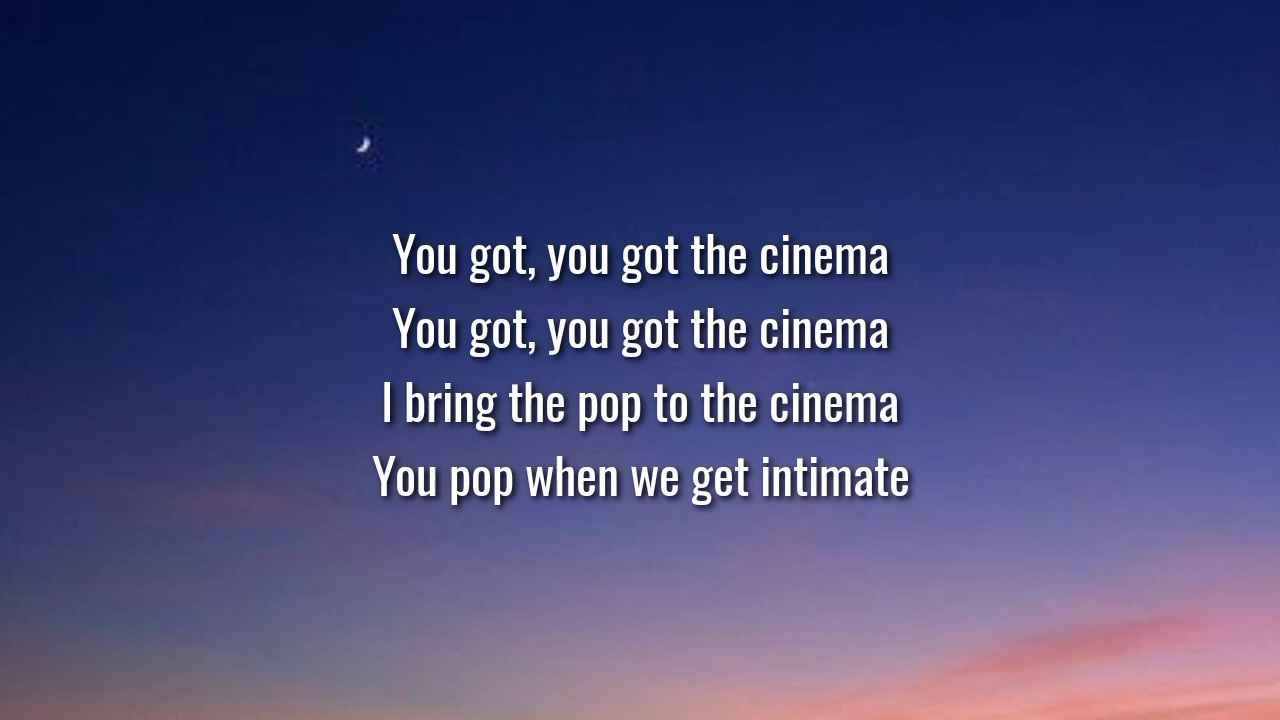 You got, you got the cinema
You got, you got the cinema
I bring the pop to the cinema
You pop when we get intimate